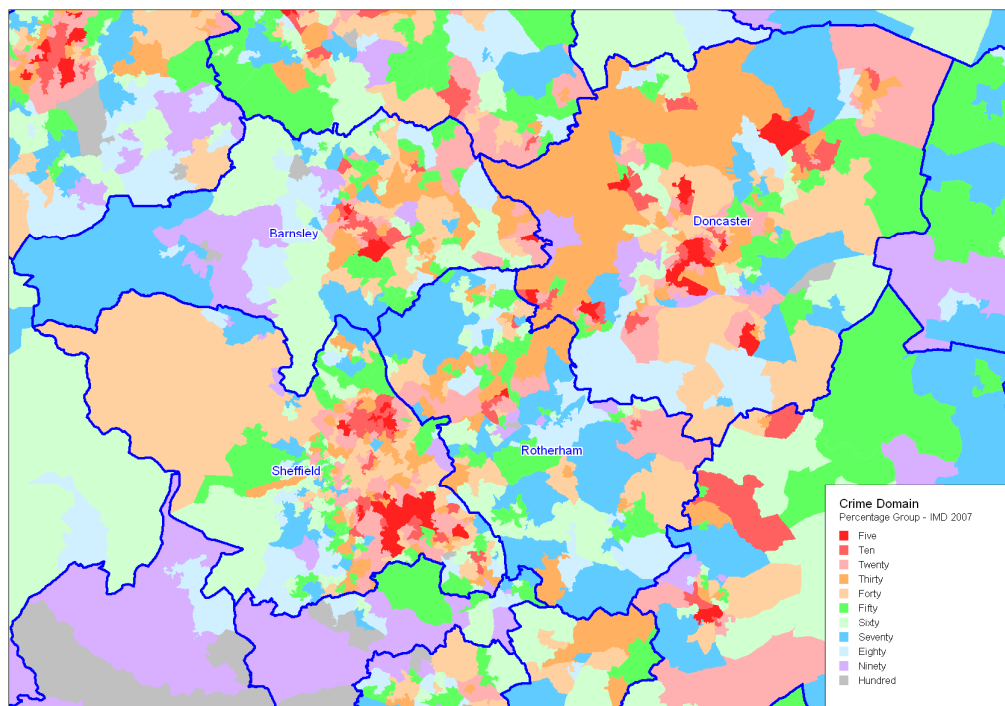 Doncaster
Barnsley
Rotherham
Sheffield
Crime Domain
Percentage Group - IMD 2007
Five
Ten
Twenty
Thirty
Forty
Fifty
Sixty
Seventy
Eighty
Ninety
Hundred